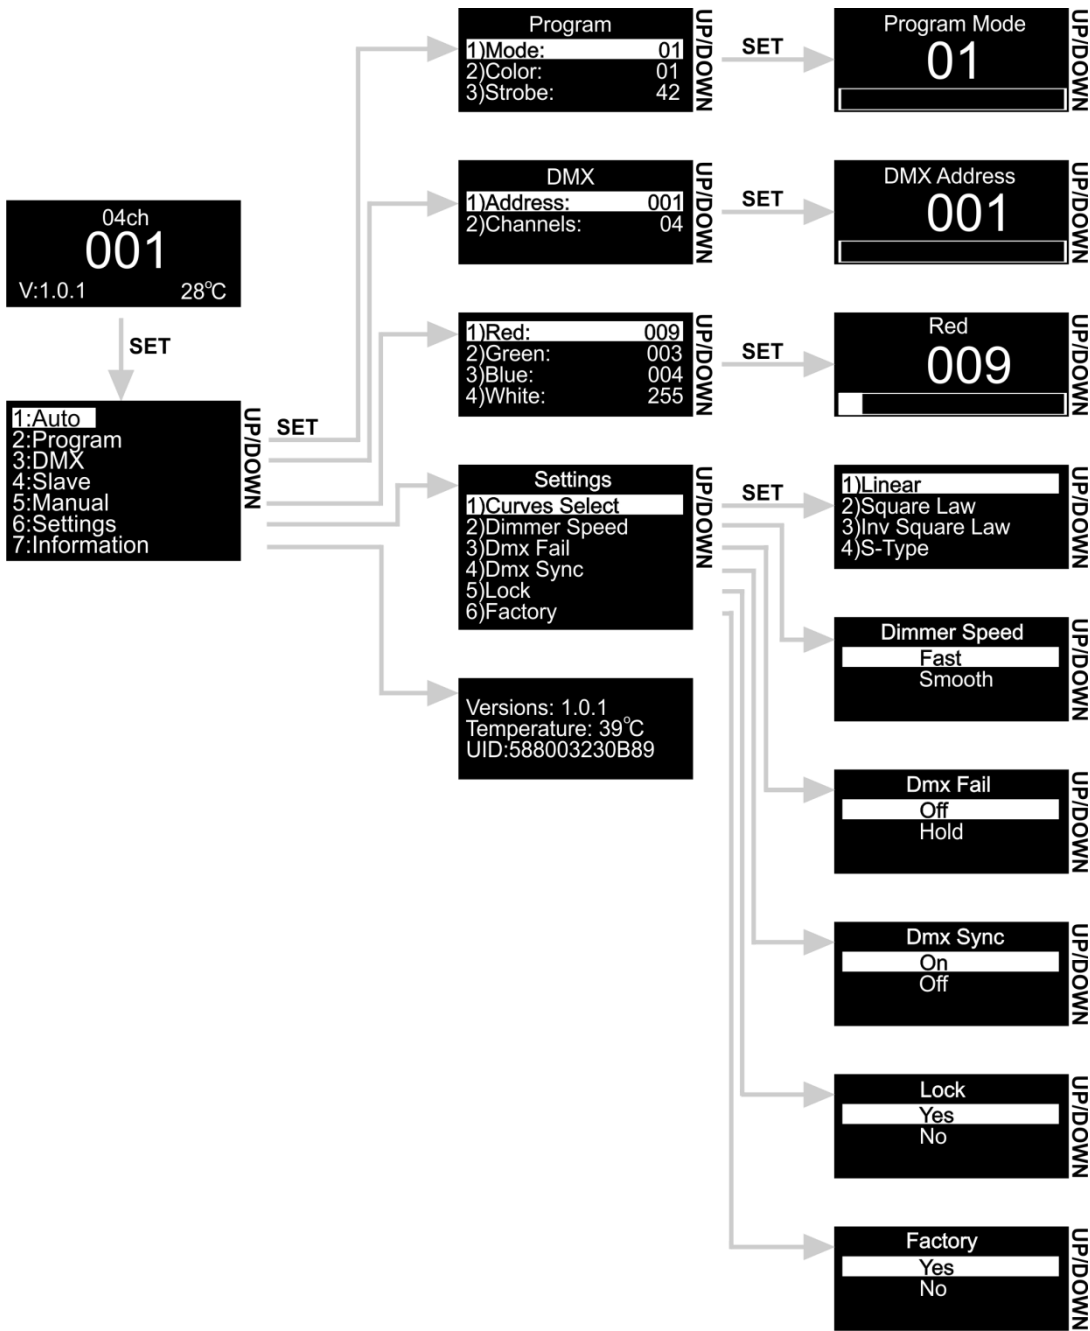 04ch
001
V:1.0.1 28°C
SET
1:Auto
2:Program
3:DMX
4:Slave
5:Manual
6:Settings
7:Information
UP/DOWN
SET
Program
1)Mode: 01
2)Color: 01
3)Strobe: 42
UP/DOWN
SET
Program Mode
01
UP/DOWN
DMX
1)Address: 001
2)Channels: 04
UP/DOWN
SET
DMX Address
001
UP/DOWN
1)Red: 009
2)Green: 003
3)Blue: 004
4)White: 255
UP/DOWN
SET
Red
009
UP/DOWN
Settings
1)Curves Select
2)Dimmer Speed
3)Dmx Fail
4)Dmx Sync
5)Lock
6)Factory
UP/DOWN
SET
1)Linear
2)Square Law
3)Inv Square Law
4)S-Type
UP/DOWN
Dimmer Speed
Fast
Smooth
UP/DOWN
Versions: 1.0.1
Temperature: 39°C
UID:588003230B89
Dmx Fail
Off
Hold
UP/DOWN
Dmx Sync
On
Off
UP/DOWN
Lock
Yes
No
UP/DOWN
Factory
Yes
No
UP/DOWN